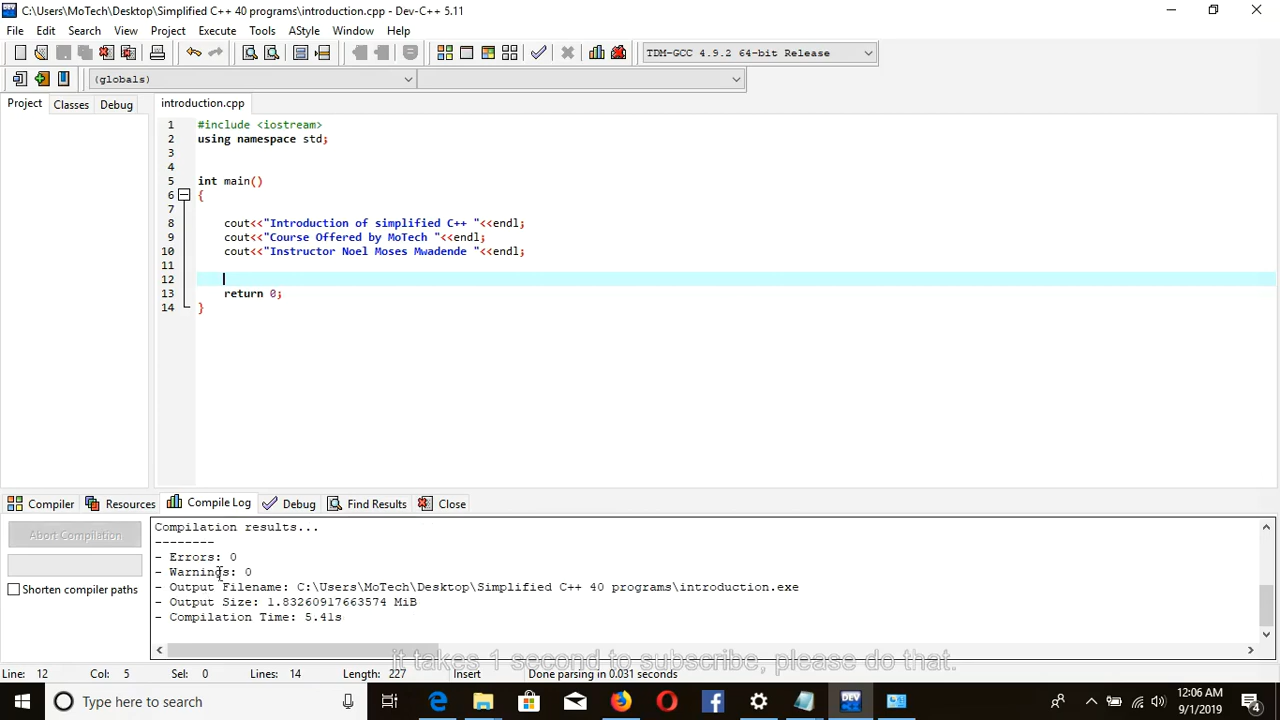 C:\Users\MoTech\Desktop\Simplified C++ 40 programs\introduction.cpp - Dev-C++ 5.11
File Edit Search View Project Execute Tools AStyle Window Help
TDM-GCC 4.9.2 64-bit Release
(globals)
Project Classes Debug
introduction.cpp
1 #include <iostream>
2 using namespace std;
3
4
5 int main()
6 {
7
8 cout<<"Introduction of simplified C++ "<<endl;
9 cout<<"Course Offered by MoTech "<<endl;
10 cout<<"Instructor Noel Moses Mwadende "<<endl;
11
12
13 return 0;
14 }
Compiler Resources Compile Log Debug Find Results Close
Abort Compilation
Shorten compiler paths
Compilation results...
--------
- Errors: 0
- Warnings: 0
- Output Filename: C:\Users\MoTech\Desktop\Simplified C++ 40 programs\introduction.exe
- Output Size: 1.83260917663574 MiB
- Compilation Time: 5.41s
it takes 1 second to subscribe, please do that.
Line: 12 Col: 5 Sel: 0 Lines: 14 Length: 227 Insert Done parsing in 0.031 seconds
Type here to search
12:06 AM
9/1/2019
4